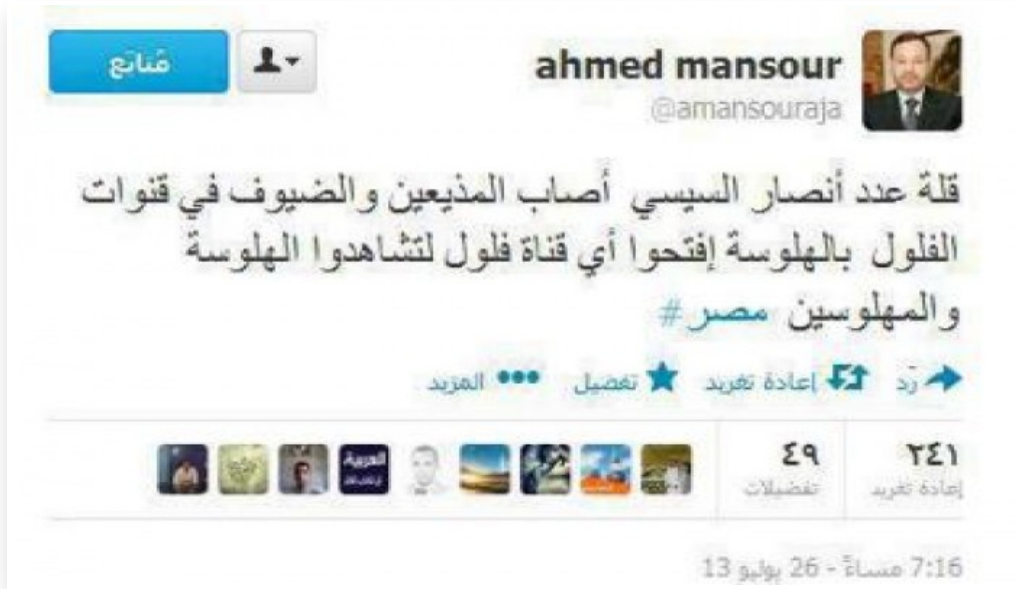 مُتابَع
ahmed mansour
@amansouraja
قلة عدد أنصار السيسي أصاب المذيعين والضيوف في قنوات
الفلول بالهلوسة إفتحوا أي قناة فلول لتشاهدوا الهلوسة
والمهلوسين مصر#
رَد إعادة تغريد تفضيل المزيد
٢٤١ ٤٩
إعادة تغريد تفضيلات
العربية
7:16 مساءً - 26 يوليو 13